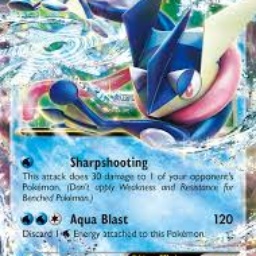 Sharpshooting
This attack does 30 damage to 1 of your opponent's
Pokémon. (Don't apply Weakness and Resistance for
Benched Pokémon.)
Aqua Blast 120
Discard 1 Energy attached to this Pokémon.